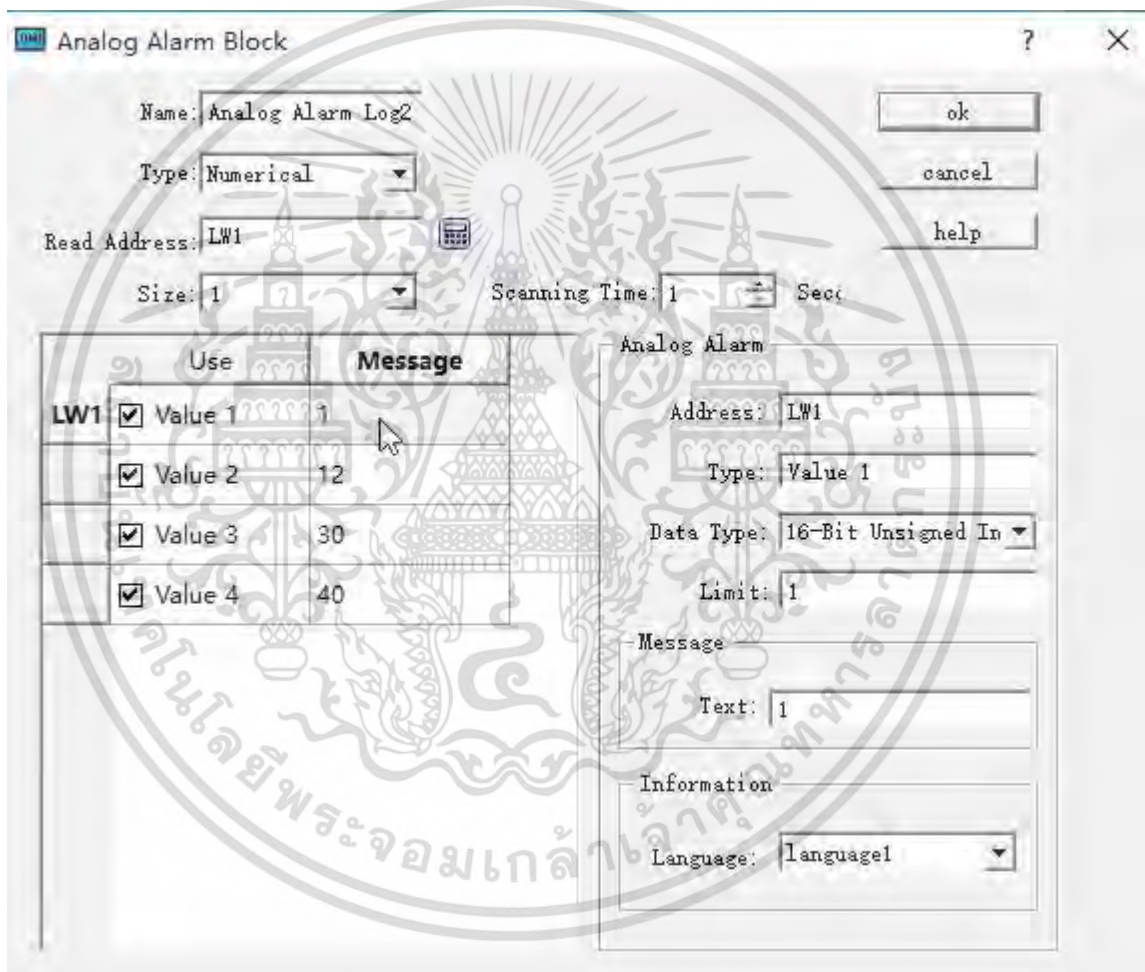 Analog Alarm Block ?
Name: Analog Alarm Log2 ok
Type: Numerical cancel
Read Address: LW1 help
Size: 1 Scanning Time: 1
Use Message
LW1 Value 1 1
Value 2 12
Value 3 30
Value 4 40
Analog Alarm
Address: LW1
Type: Value 1
Data Type: 16-Bit Unsigned In
Limit: 1
Message
Text: 1
Information
Language: language1